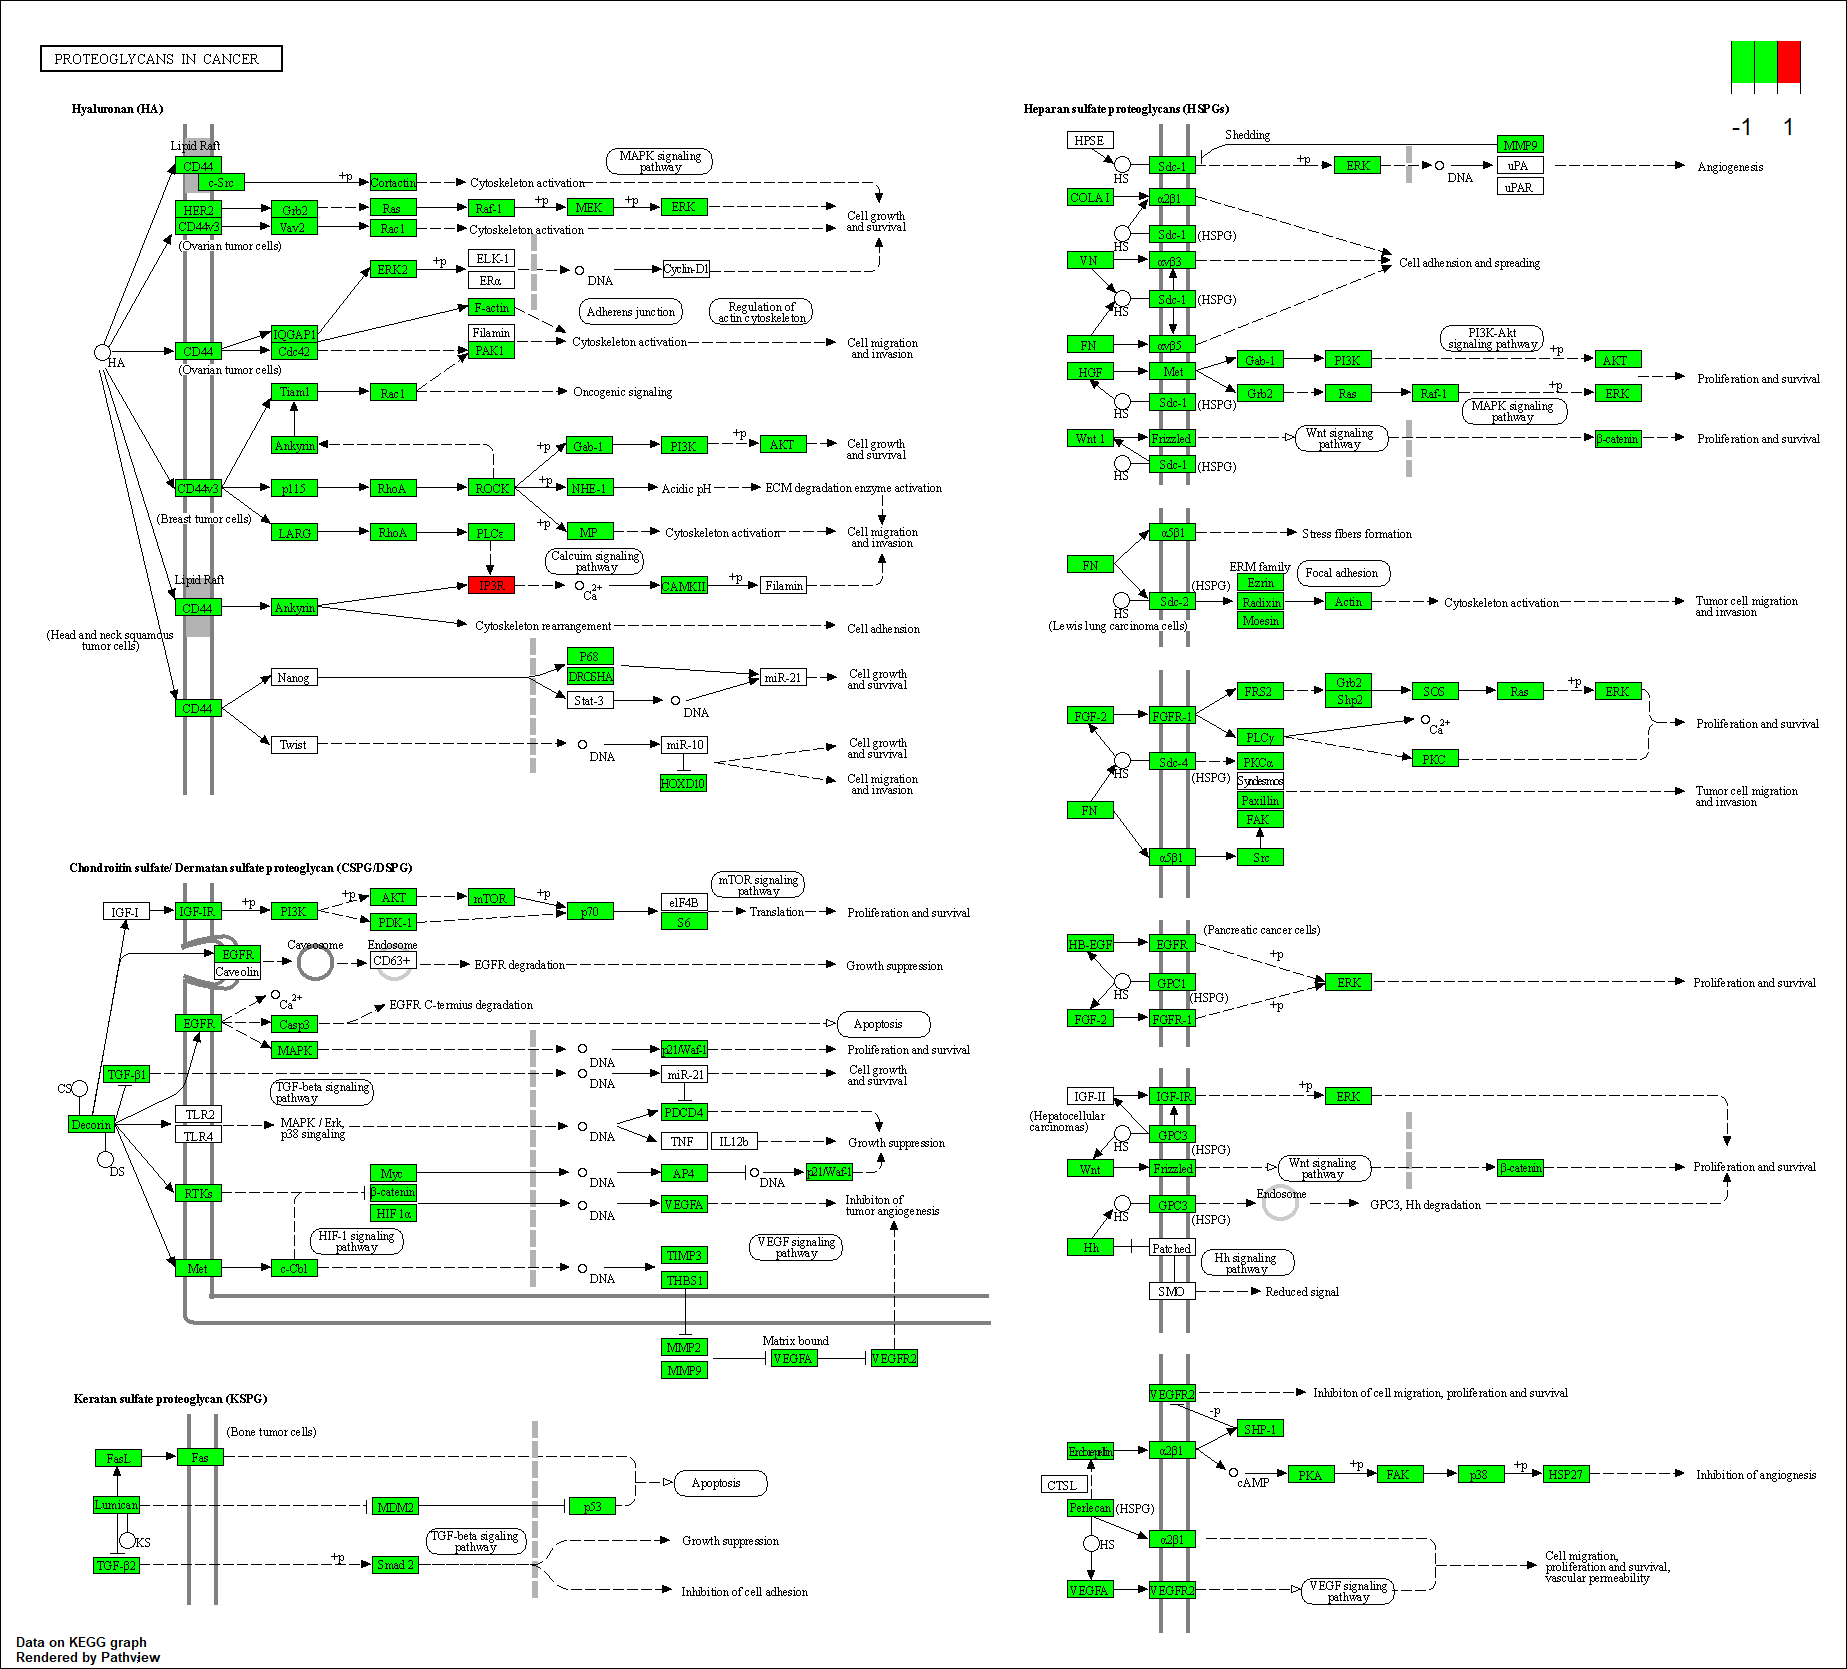 PROTEOGLYCANS IN CANCER
-1 1
Hyaluronan (HA)
Lipid Raft
CD44
c-Src
+p
Cortactin
Cytoskeleton activation
MAPK signaling
pathway
HER2
Grb2
Ras
Raf-1
+p
MEK
+p
ERK
Cell growth
and survival
CD44v3
Vav2
Rac1
Cytoskeleton activation
(Ovarian tumor cells)
ERK2
+p
ELK-1
ERα
DNA
Cyclin-D1
F-actin
Adherens junction
Regulation of
actin cytoskeleton
HA
CD44
IQGAP1
Cdc42
Filamin
PAK1
Cytoskeleton activation
Cell migration
and invasion
(Ovarian tumor cells)
Tiam1
Rac1
Oncogenic signaling
Ankyrin
+p
Gab-1
PI3K
+p
AKT
Cell growth
and survival
CD44v3
p115
RhoA
ROCK
+p
NHE-1
Acidic pH
ECM degradation enzyme activation
(Breast tumor cells)
LARG
RhoA
PLCε
+p
MP
Cytoskeleton activation
Cell migration
and invasion
Calcuim signaling
pathway
Lipid Raft
CD44
Ankyrin
IP3R
Ca2+
CAMKII
+p
Filamin
(Head and neck squamous
tumor cells)
Cytoskeleton rearrangement
Cell adhesion
Nanog
P68
DROSHA
Stat-3
DNA
miR-21
Cell growth
and survival
CD44
Twist
DNA
miR-10
HOXD10
Cell growth
and survival
Cell migration
and invasion
Chondroitin sulfate/ Dermatan sulfate proteoglycan (CSPG/DSPG)
IGF-I
IGF-IR
+p
PI3K
+p
AKT
PDK-1
mTOR
+p
p70
eIF4B
S6
mTOR signaling
pathway
Translation
Proliferation and survival
EGFR
Caveolin
Caveosome
Endosome
CD63+
EGFR degradation
Growth suppression
Ca2+
EGFR C-termius degradation
EGFR
Casp3
Apoptosis
MAPK
DNA
p21/Waf-1
Proliferation and survival
TGF-β1
DNA
miR-21
Cell growth
and survival
CS
Decorin
DS
TGF-beta signaling
pathway
TLR2
TLR4
MAPK / Erk,
p38 singaling
DNA
PDCD4
TNF
IL12b
Growth suppression
RTKs
Myc
β-catenin
HIF 1α
DNA
AP4
DNA
p21/Waf-1
DNA
VEGFA
Inhibiton of
tumor angiogenesis
HIF-1 signaling
pathway
VEGF signaling
pathway
Met
c-Cbl
DNA
TIMP3
THBS1
MMP2
MMP9
Matrix bound
VEGFA
VEGFR2
Keratan sulfate proteoglycan (KSPG)
(Bone tumor cells)
FasL
Fas
Apoptosis
Lumican
MDM2
p53
KS
TGF-β2
+p
Smad 2
TGF-beta sigaling
pathway
Growth suppression
Inhibition of cell adhesion
Heparan sulfate proteoglycans (HSPGs)
HPSE
HS
Sdc-1
Shedding
+p
ERK
DNA
MMP9
uPA
uPAR
Angiogenesis
COLA1
α2β1
HS
Sdc-1
(HSPG)
VN
αvβ3
Cell adhesion and spreading
HS
Sdc-1
(HSPG)
FN
αvβ5
PI3K-Akt
signaling pathway
HGF
Met
Gab-1
PI3K
+p
AKT
HS
Sdc-1
(HSPG)
Grb2
Ras
Raf-1
+p
ERK
Proliferation and survival
MAPK signaling
pathway
Wnt 1
Frizzled
Wnt signaling
pathway
β-catenin
Proliferation and survival
HS
Sdc-1
(HSPG)
α5β1
Stress fibers formation
FN
ERM family
Focal adhesion
HS
Sdc-2
(HSPG)
Ezrin
Radixin
Moesin
Actin
Cytoskeleton activation
Tumor cell migration
and invasion
(Lewis lung carcinoma cells)
FGF-2
FGFR-1
FRS2
Grb2
Shp2
SOS
Ras
+p
ERK
Proliferation and survival
PLCγ
Ca2+
PKC
HS
Sdc-4
(HSPG)
PKCα
Syndesmos
Paxillin
FAK
Tumor cell migration
and invasion
FN
α5β1
Src
HB-EGF
EGFR
(Pancreatic cancer cells)
+p
HS
GPC1
(HSPG)
ERK
Proliferation and survival
+p
FGF-2
FGFR-1
IGF-II
IGF-IR
+p
ERK
(Hepatocellular
carcinomas)
HS
GPC3
(HSPG)
Wnt
Frizzled
Wnt signaling
pathway
β-catenin
Proliferation and survival
HS
GPC3
(HSPG)
Endosome
GPC3, Hh degradation
Hh
Patched
Hh signaling
pathway
SMO
Reduced signal
VEGFR2
Inhibiton of cell migration, proliferation and survival
-p
SHP-1
α2β1
cAMP
PKA
+p
FAK
p38
+p
HSP27
Inhibition of angiognesis
CTSL
Perlecan
(HSPG)
HS
α2β1
Cell migration,
proliferation and survival,
vascular permeability
VEGFA
VEGFR2
VEGF signaling
pathway
Data on KEGG graph
Rendered by Pathview